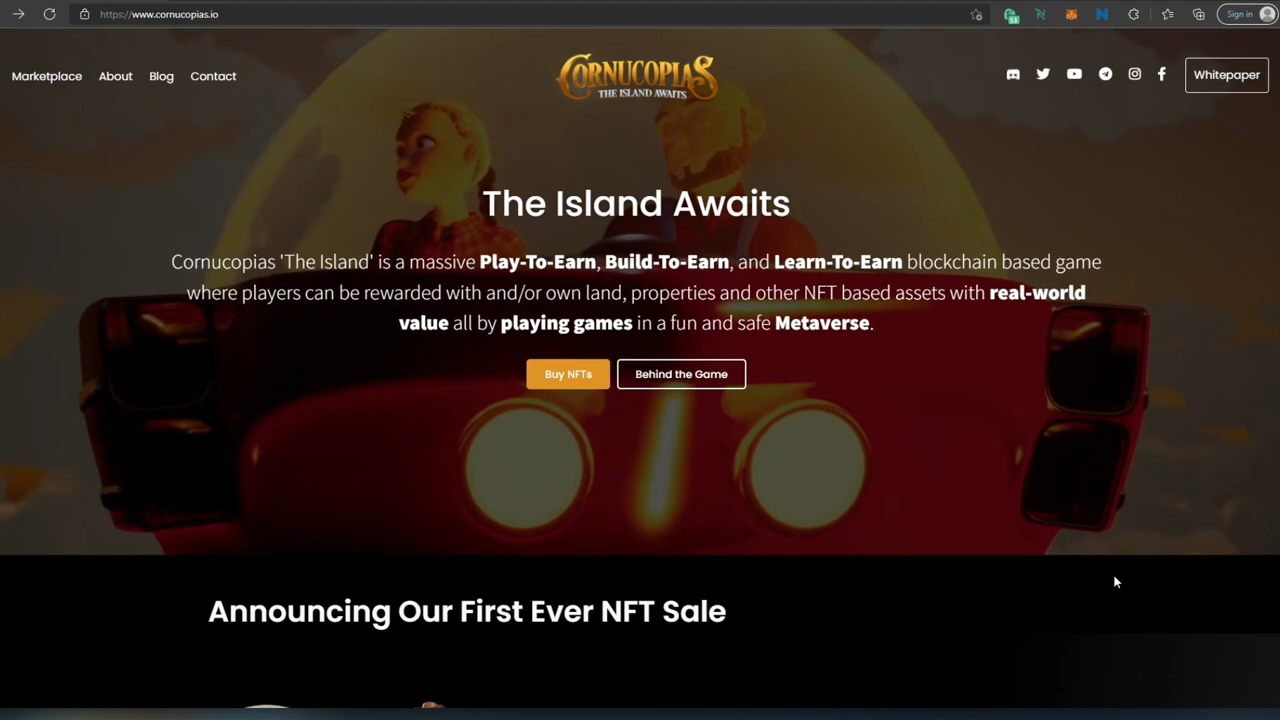 https://www.cornucopias.io
53
Sign in
Marketplace About Blog Contact
CORNUCOPIAS
THE ISLAND AWAITS
Whitepaper
The Island Awaits
Cornucopias 'The Island' is a massive Play-To-Earn, Build-To-Earn, and Learn-To-Earn blockchain based game
where players can be rewarded with and/or own land, properties and other NFT based assets with real-world
value all by playing games in a fun and safe Metaverse.
Buy NFTs Behind the Game
Announcing Our First Ever NFT Sale